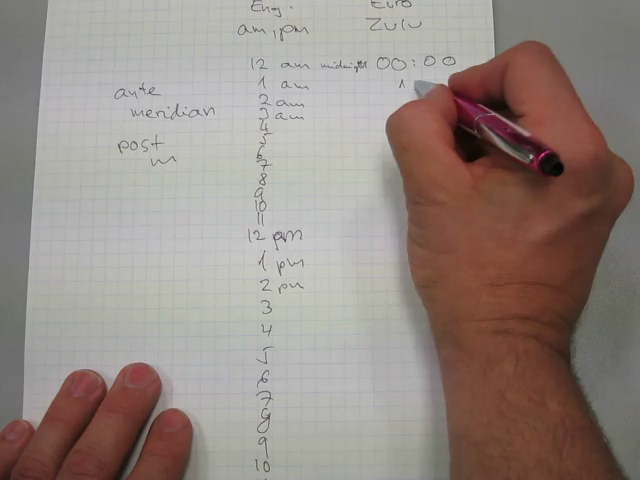 Eng. Euro
am, pm Zulu
12 am midnight 00:00
1 am 1
ante
2 am
meridian
3 am
4
post
5
m
6
7
8
9
10
11
12 pm
1 pm
2 pm
3
4
5
6
7
8
9
10